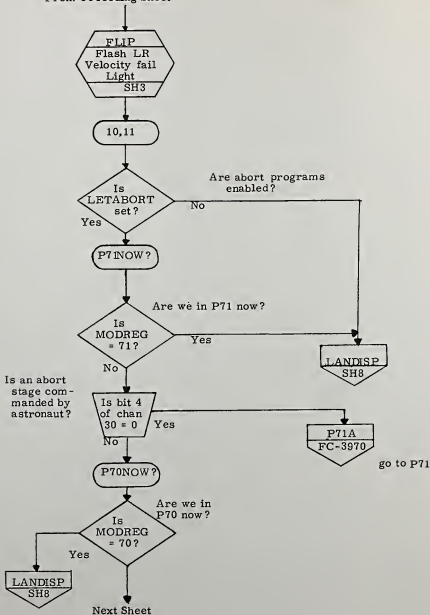 FLIP
Flash LR
Velocity fail
Light
SH3
10,11
Are abort programs
enabled?
Is
LETABORT
set?
Yes
No
P71NOW?
Are we in P71 now?
Is
MODREG
= 71?
Yes
No
LANDISP
SH8
Is an abort
stage com-
manded by
astronaut?
Is bit 4
of chan
30 = 0
Yes
No
P71A
FC-3970
go to P71
P70NOW?
Are we in
P70 now?
Is
MODREG
= 70?
Yes
LANDISP
SH8
Next Sheet